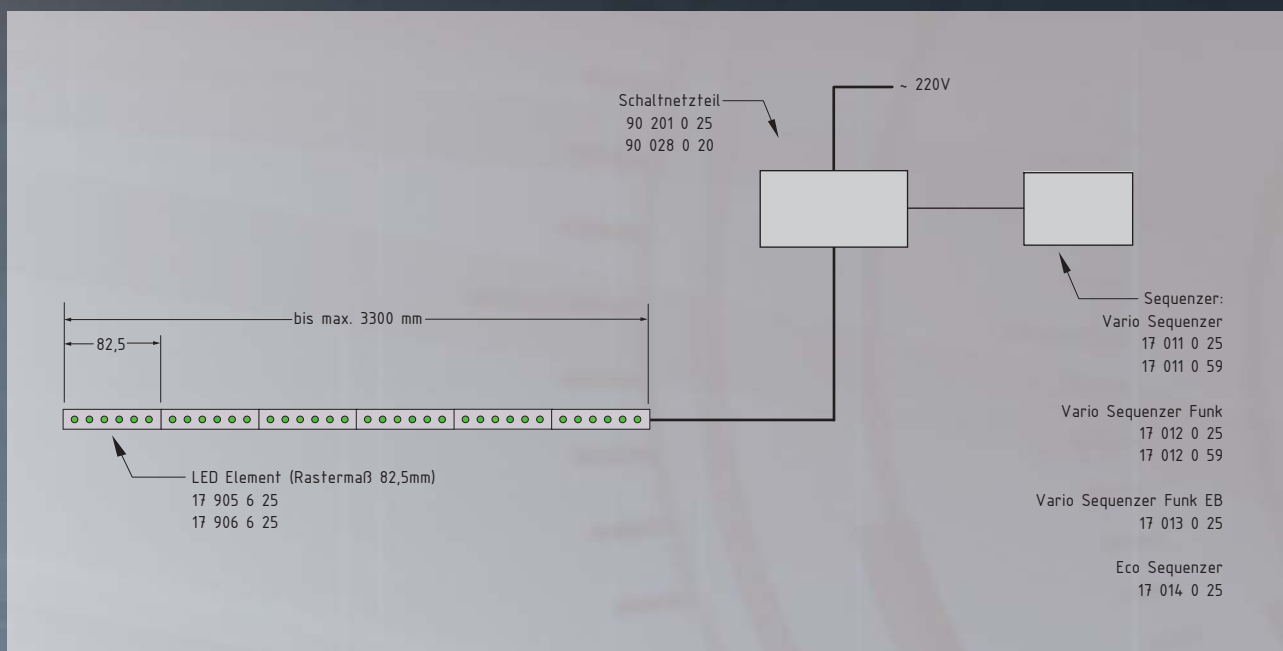 ~ 220V
Schaltnetzteil
90 201 0 25
90 028 0 20
Sequenzer:
Vario Sequenzer
17 011 0 25
17 011 0 59
Vario Sequenzer Funk
17 012 0 25
17 012 0 59
Vario Sequenzer Funk EB
17 013 0 25
Eco Sequenzer
17 014 0 25
bis max. 3300 mm
82,5
LED Element (Rastermaß 82,5mm)
17 905 6 25
17 906 6 25